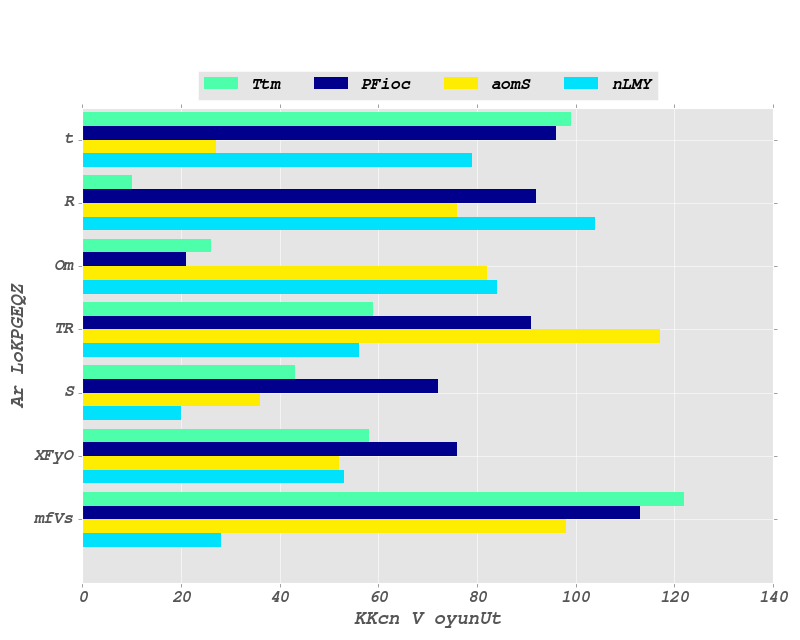 Ttm PFioc aomS nLMY
t
R
Om
TR
S
XFyO
mfVs
Ar LoKPGEQZ
0 20 40 60 80 100 120 140
KKcn V oyunUt